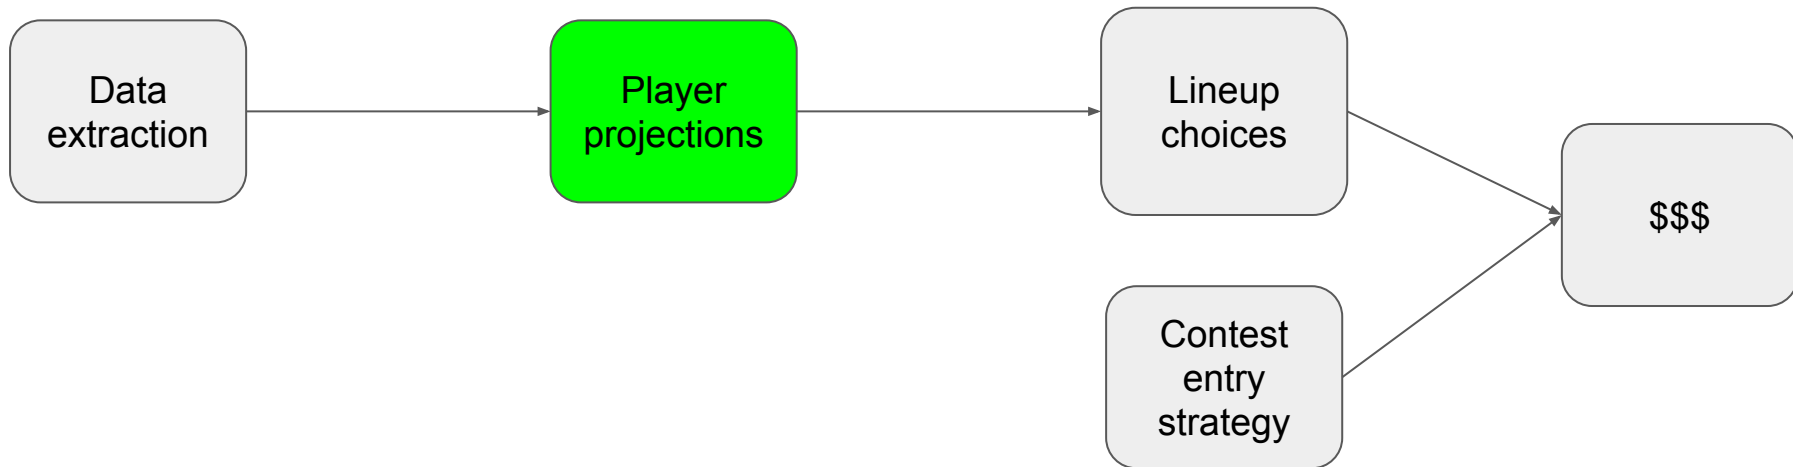 Data
extraction
Player
projections
Lineup
choices
$$$
Contest
entry
strategy